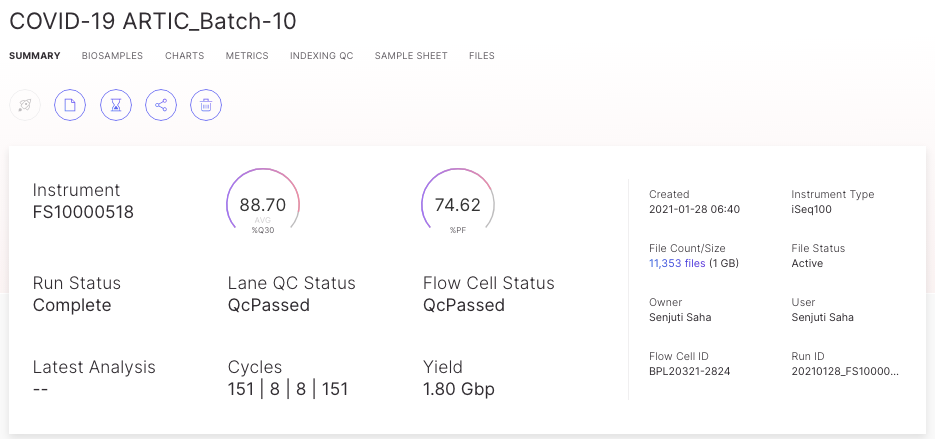 COVID-19 ARTIC_Batch-10
SUMMARY BIOSAMPLES CHARTS METRICS INDEXING QC SAMPLE SHEET FILES
Instrument
FS10000518
88.70
AVG
%Q30
74.62
%PF
Run Status
Complete
Lane QC Status
QcPassed
Flow Cell Status
QcPassed
Latest Analysis
--
Cycles
151 | 8 | 8 | 151
Yield
1.80 Gbp
Created
2021-01-28 06:40
Instrument Type
iSeq100
File Count/Size
11,353 files (1 GB)
File Status
Active
Owner
Senjuti Saha
User
Senjuti Saha
Flow Cell ID
BPL20321-2824
Run ID
20210128_FS10000...